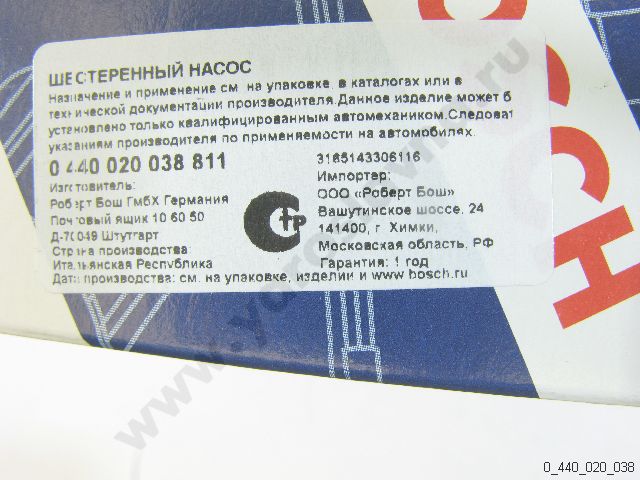 ШЕСТЕРЕННЫЙ НАСОС
Назначение и применение см. на упаковке, в каталогах или в
технической документации производителя.Данное изделие может б
установлено только квалифицированным автомехаником.Следоват
указаниям производителя по применяемости на автомобилях.
0 440 020 038 811
3165143306116
Изготовитель:
Импортер:
Роберт Бош ГмбХ Германия
ООО «Роберт Бош»
Почтовый ящик 10 60 50
Вашутинское шоссе, 24
Д-70049 Штутгарт
141400, г. Химки,
Страна производства:
Московская область, РФ
Итальянская Республика
Гарантия: 1 год
Дата производства: см. на упаковке, изделии и www.bosch.ru
СТР
OSCH
0_440_020_038